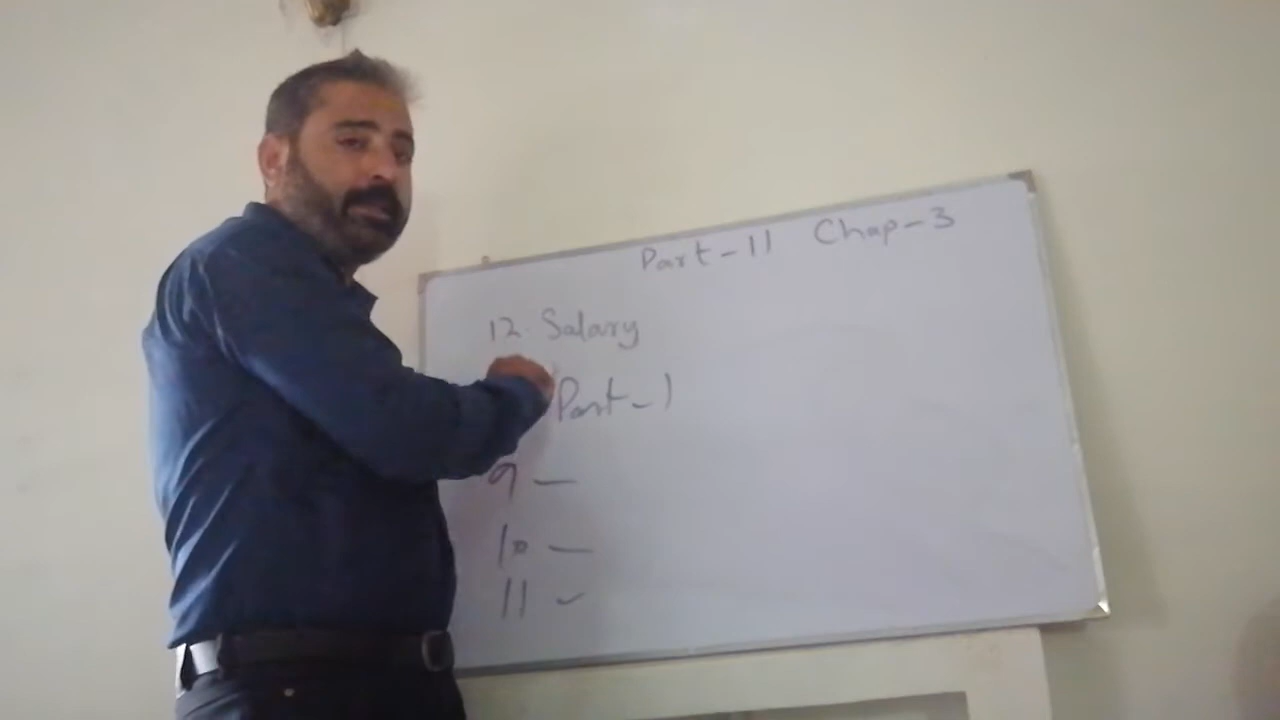 Part-11 Chap-3
12. Salary
Part-1
9 —
10 —
11 -